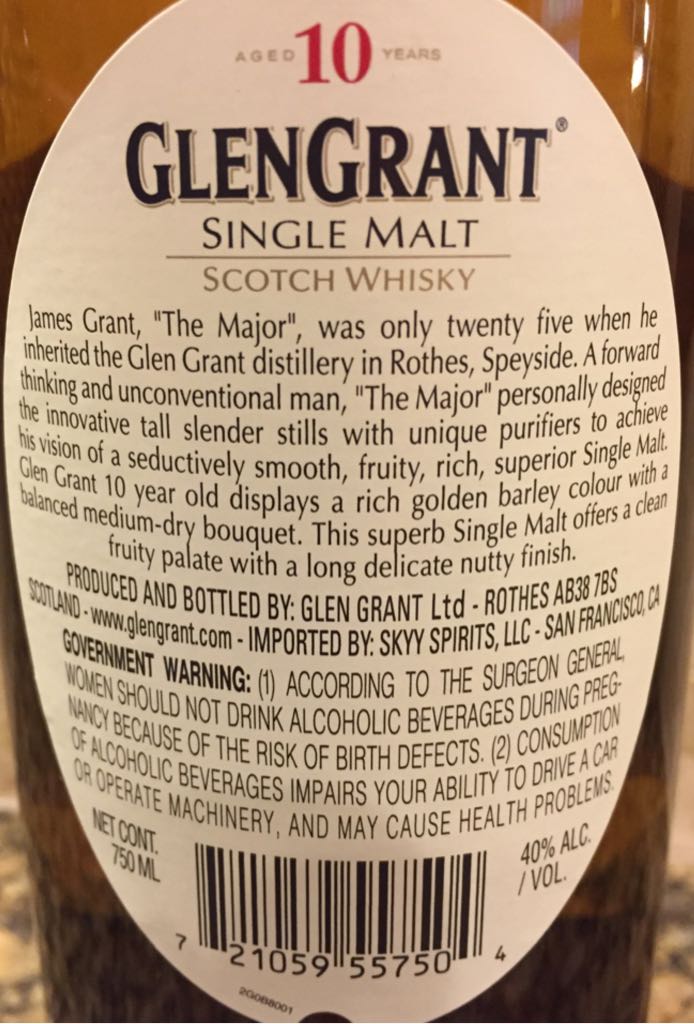 AGED 10 YEARS
GLENGRANT®
SINGLE MALT
SCOTCH WHISKY
James Grant, "The Major", was only twenty five when he
inherited the Glen Grant distillery in Rothes, Speyside. A forward
thinking and unconventional man, "The Major" personally designed
the innovative tall slender stills with unique purifiers to achieve
his vision of a seductively smooth, fruity, rich, superior Single Malt.
Glen Grant 10 year old displays a rich golden barley colour with a
balanced medium-dry bouquet. This superb Single Malt offers a clean
fruity palate with a long delicate nutty finish.
PRODUCED AND BOTTLED BY: GLEN GRANT Ltd - ROTHES AB38 7BS
SCOTLAND - www.glengrant.com - IMPORTED BY: SKYY SPIRITS, LLC - SAN FRANCISCO, CA
GOVERNMENT WARNING: (1) ACCORDING TO THE SURGEON GENERAL,
WOMEN SHOULD NOT DRINK ALCOHOLIC BEVERAGES DURING PREG-
NANCY BECAUSE OF THE RISK OF BIRTH DEFECTS. (2) CONSUMPTION
OF ALCOHOLIC BEVERAGES IMPAIRS YOUR ABILITY TO DRIVE A CAR
OR OPERATE MACHINERY, AND MAY CAUSE HEALTH PROBLEMS.
NET CONT.
750 ML
40% ALC.
/ VOL.
7 21059 55750 4
2G0B8001